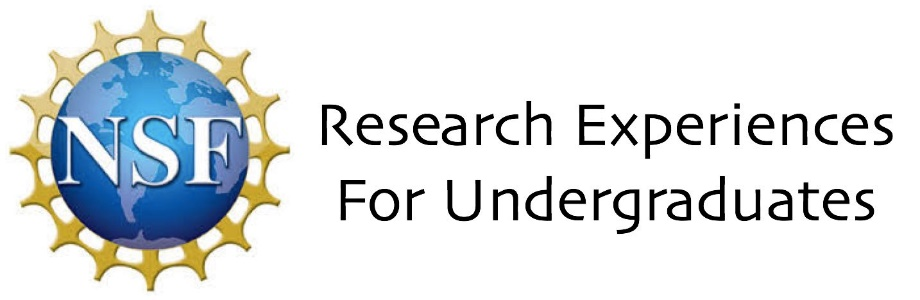 NSF
Research Experiences
For Undergraduates